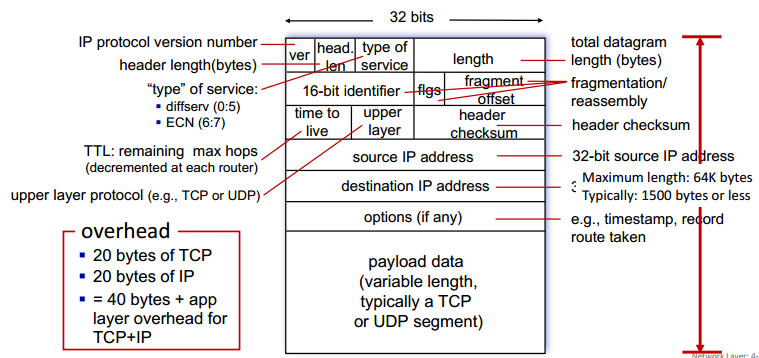 32 bits
IP protocol version number
header length(bytes)
“type” of service:
▪ diffserv (0:5)
▪ ECN (6:7)
TTL: remaining max hops
(decremented at each router)
upper layer protocol (e.g., TCP or UDP)
overhead
▪ 20 bytes of TCP
▪ 20 bytes of IP
▪ = 40 bytes + app
layer overhead for
TCP+IP
ver
head.
len
type of
service
length
16-bit identifier
flgs
fragment
offset
time to
live
upper
layer
header
checksum
source IP address
destination IP address
options (if any)
payload data
(variable length,
typically a TCP
or UDP segment)
total datagram
length (bytes)
fragmentation/
reassembly
header checksum
32-bit source IP address
Maximum length: 64K bytes
Typically: 1500 bytes or less
e.g., timestamp, record
route taken
Network Layer: 4-